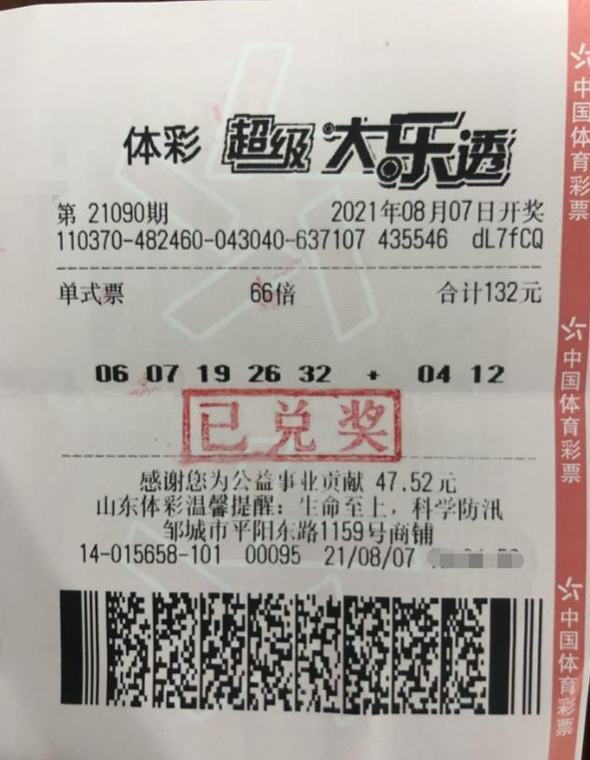 体彩 超级大乐透
第 21090期 2021年08月07日开奖
110370-482460-043040-637107 435546 dL7fCQ
单式票 66倍 合计132元
06 07 19 26 32 + 04 12
已兑奖
感谢您为公益事业贡献 47.52元
山东体彩温馨提醒：生命至上，科学防汛
邹城市平阳东路1159号商铺
14-015658-101 00095 21/08/07
中国体育彩票
中国体育彩票
中国体育彩票